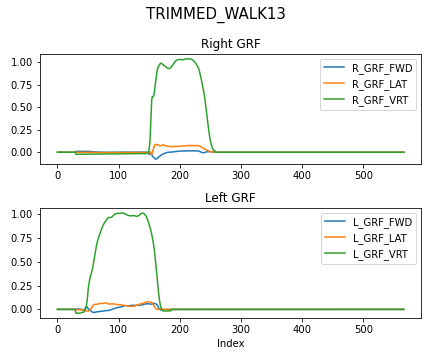 TRIMMED_WALK13
Right GRF
1.00
0.75
0.50
0.25
0.00
R_GRF_FWD
R_GRF_LAT
R_GRF_VRT
0 100 200 300 400 500
Left GRF
1.00
0.75
0.50
0.25
0.00
L_GRF_FWD
L_GRF_LAT
L_GRF_VRT
0 100 200 300 400 500
Index